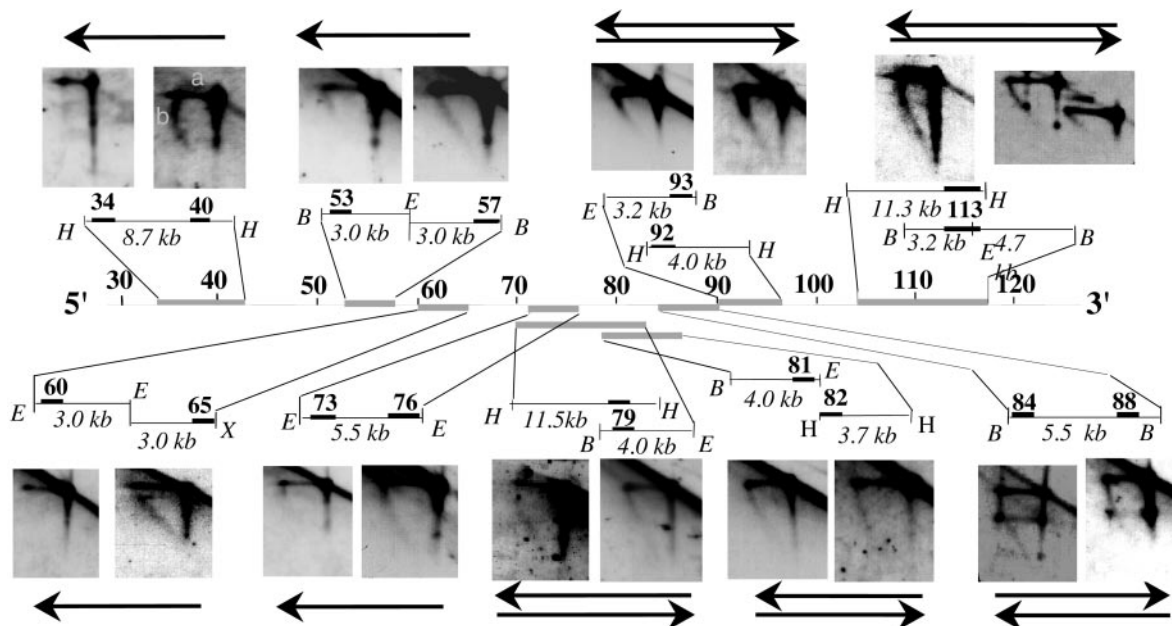 a
b
34 40
H 8.7 kb H
53 E 57
B 3.0 kb 3.0 kb B
93
E 3.2 kb B
92
H 4.0 kb H
H 11.3 kb H
113
B 3.2 kb E 4.7 kb B
5' 30 40 50 60 70 80 90 100 110 120 3'
60 E 65
E 3.0 kb 3.0 kb X
73 76
E 5.5 kb E
H 11.5kb H
79
B 4.0 kb E
81
B 4.0 kb E
82
H 3.7 kb H
84 88
B 5.5 kb B